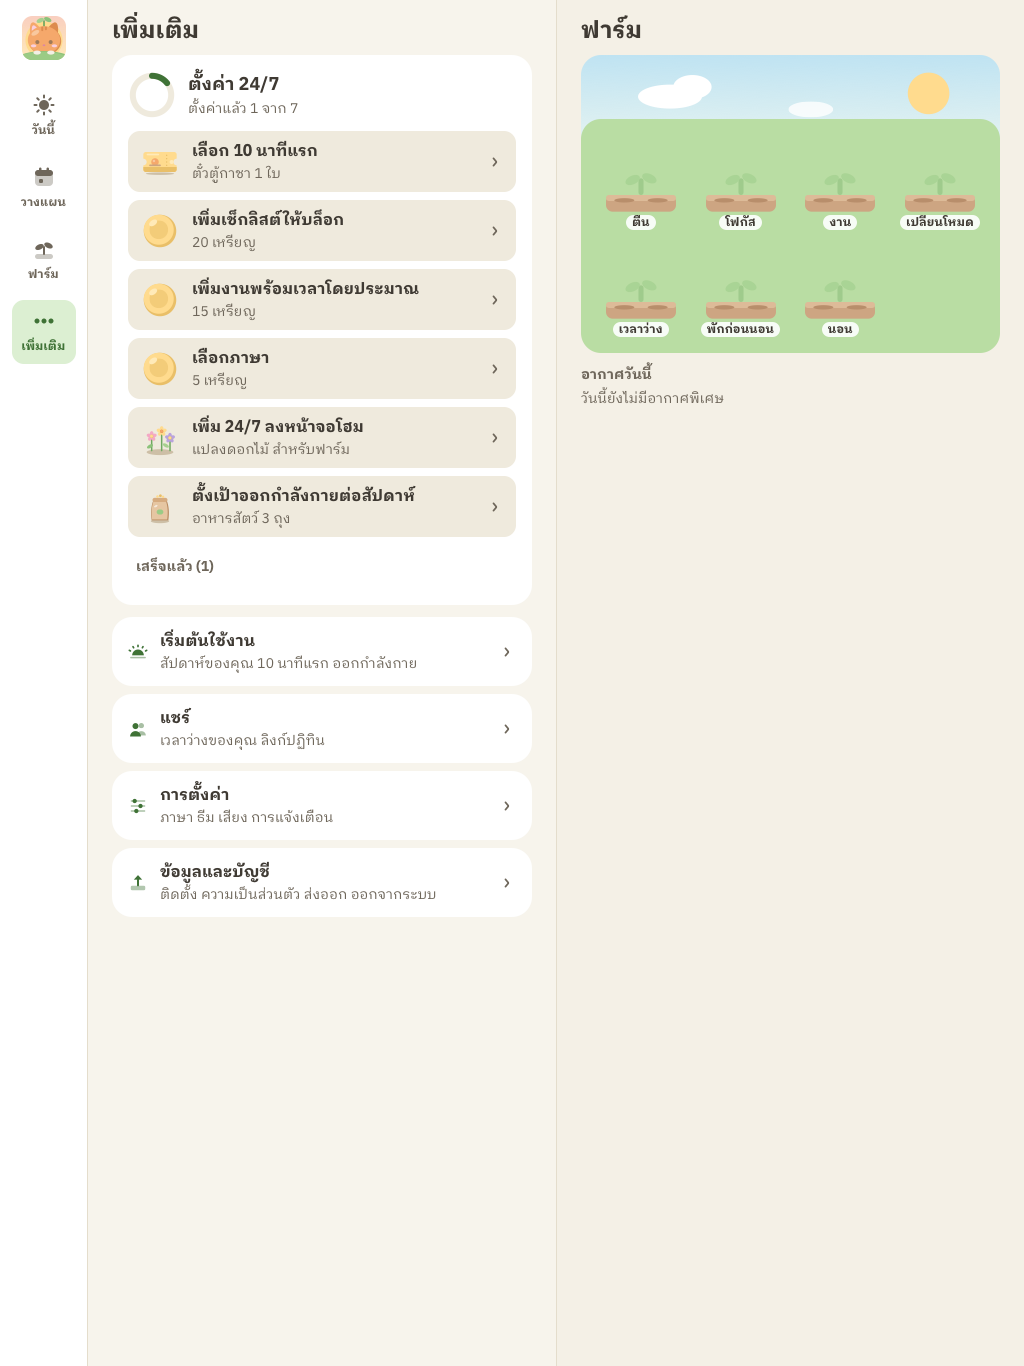 วันนี้
วางแผน
ฟาร์ม
เพิ่มเติม
เพิ่มเติม
ตั้งค่า 24/7
ตั้งค่าแล้ว 1 จาก 7
เลือก 10 นาทีแรก
ตั๋วตู้กาชา 1 ใบ
เพิ่มเช็กลิสต์ให้บล็อก
20 เหรียญ
เพิ่มงานพร้อมเวลาโดยประมาณ
15 เหรียญ
เลือกภาษา
5 เหรียญ
เพิ่ม 24/7 ลงหน้าจอโฮม
แปลงดอกไม้ สำหรับฟาร์ม
ตั้งเป้าออกกำลังกายต่อสัปดาห์
อาหารสัตว์ 3 ถุง
เสร็จแล้ว (1)
เริ่มต้นใช้งาน
สัปดาห์ของคุณ 10 นาทีแรก ออกกำลังกาย
แชร์
เวลาว่างของคุณ ลิงก์ปฏิทิน
การตั้งค่า
ภาษา ธีม เสียง การแจ้งเตือน
ข้อมูลและบัญชี
ติดตั้ง ความเป็นส่วนตัว ส่งออก ออกจากระบบ
ฟาร์ม
ตื่น
โฟกัส
งาน
เปลี่ยนโหมด
เวลาว่าง
พักก่อนนอน
นอน
อากาศวันนี้
วันนี้ยังไม่มีอากาศพิเศษ